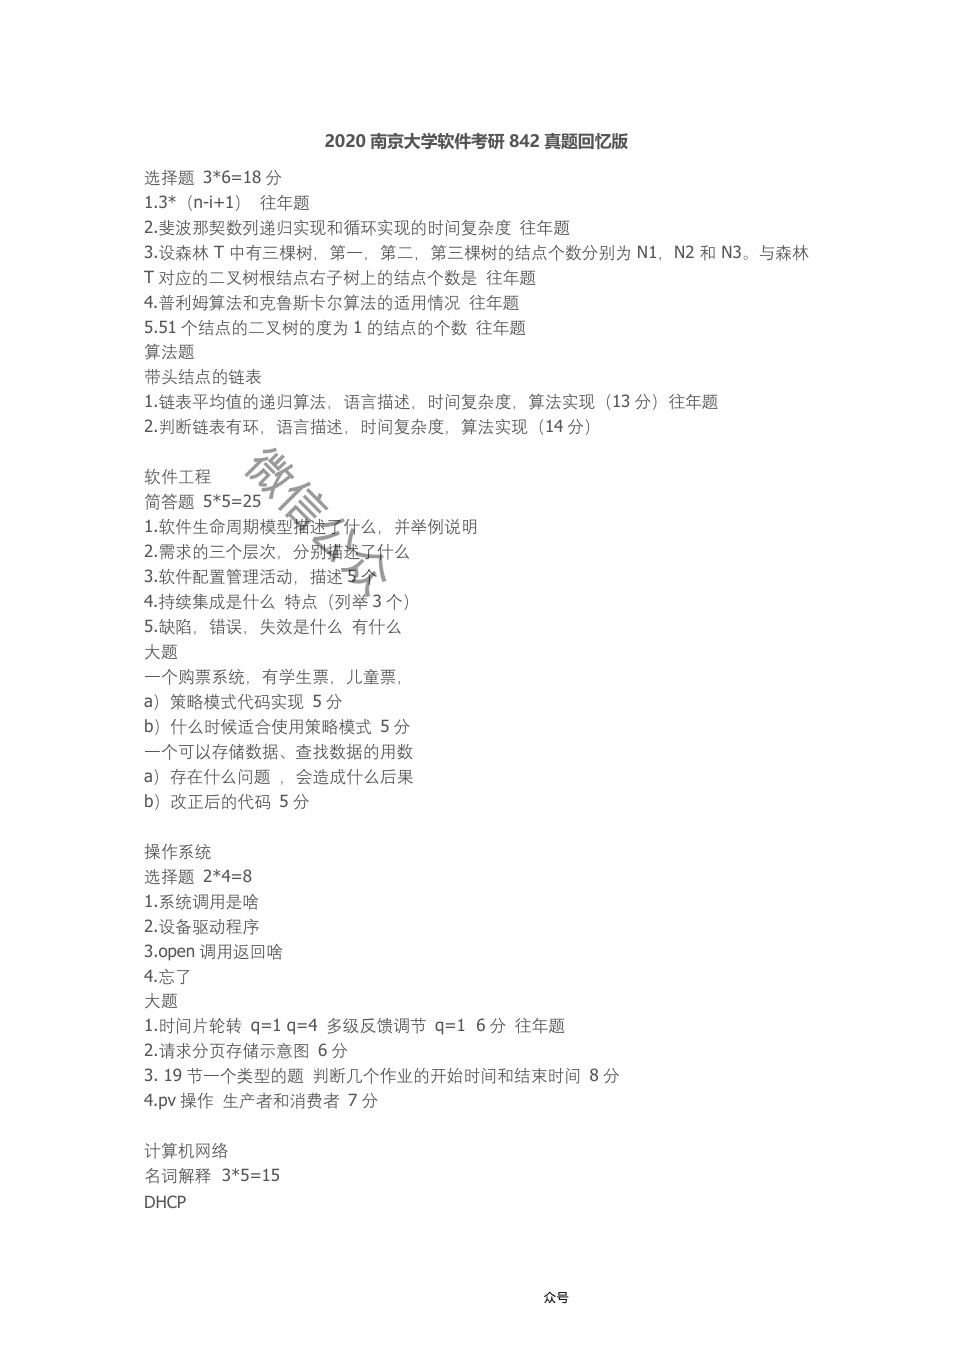 2020 南京大学软件考研 842 真题回忆版
选择题 3*6=18 分
1.3*（n-i+1） 往年题
2.斐波那契数列递归实现和循环实现的时间复杂度 往年题
3.设森林 T 中有三棵树，第一，第二，第三棵树的结点个数分别为 N1，N2 和 N3。与森林
T 对应的二叉树根结点右子树上的结点个数是 往年题
4.普利姆算法和克鲁斯卡尔算法的适用情况 往年题
5.51 个结点的二叉树的度为 1 的结点的个数 往年题
算法题
带头结点的链表
1.链表平均值的递归算法，语言描述，时间复杂度，算法实现（13 分）往年题
2.判断链表有环，语言描述，时间复杂度，算法实现（14 分）
软件工程
简答题 5*5=25
1.软件生命周期模型描述了什么，并举例说明
2.需求的三个层次，分别描述了什么
3.软件配置管理活动，描述 5 个
4.持续集成是什么 特点（列举 3 个）
5.缺陷，错误，失效是什么 有什么
大题
一个购票系统，有学生票，儿童票，
a）策略模式代码实现 5 分
b）什么时候适合使用策略模式 5 分
一个可以存储数据、查找数据的用数
a）存在什么问题 ，会造成什么后果
b）改正后的代码 5 分
操作系统
选择题 2*4=8
1.系统调用是啥
2.设备驱动程序
3.open 调用返回啥
4.忘了
大题
1.时间片轮转 q=1 q=4 多级反馈调节 q=1 6 分 往年题
2.请求分页存储示意图 6 分
3. 19 节一个类型的题 判断几个作业的开始时间和结束时间 8 分
4.pv 操作 生产者和消费者 7 分
计算机网络
名词解释 3*5=15
DHCP
微信公众
众号